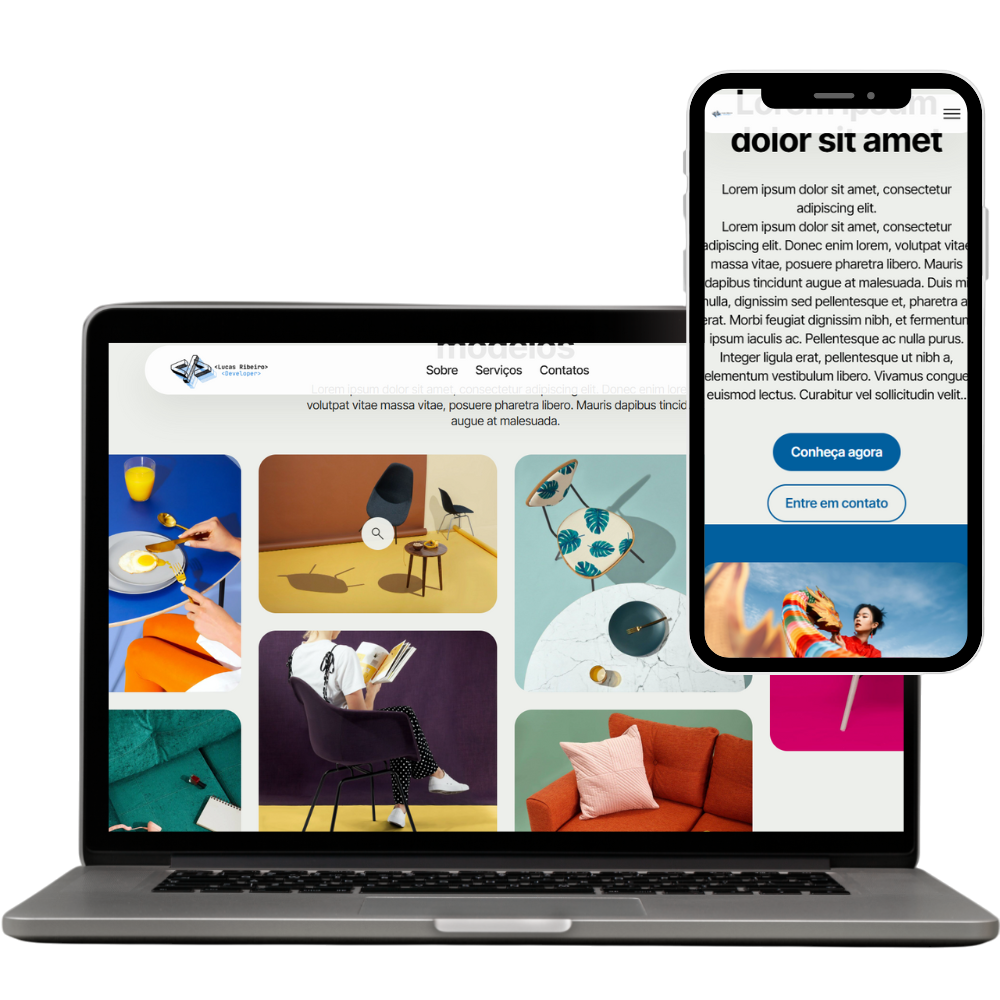 Lorem ipsum
dolor sit amet
Lorem ipsum dolor sit amet, consectetur
adipiscing elit.
Lorem ipsum dolor sit amet, consectetur
adipiscing elit. Donec enim lorem, volutpat vitae
massa vitae, posuere pharetra libero. Mauris
dapibus tincidunt augue at malesuada. Duis mi
nulla, dignissim sed pellentesque et, pharetra a
erat. Morbi feugiat dignissim nibh, et fermentum
ipsum iaculis ac. Pellentesque ac nulla purus.
Integer ligula erat, pellentesque ut nibh a,
elementum vestibulum libero. Vivamus congue
euismod lectus. Curabitur vel sollicitudin velit..
Conheça agora
Entre em contato
modelos
<Lucas Ribeiro>
<Developer>
Sobre Serviços Contatos
Lorem ipsum dolor sit amet, consectetur adipiscing elit. Donec enim lorem,
volutpat vitae massa vitae, posuere pharetra libero. Mauris dapibus tincid
augue at malesuada.